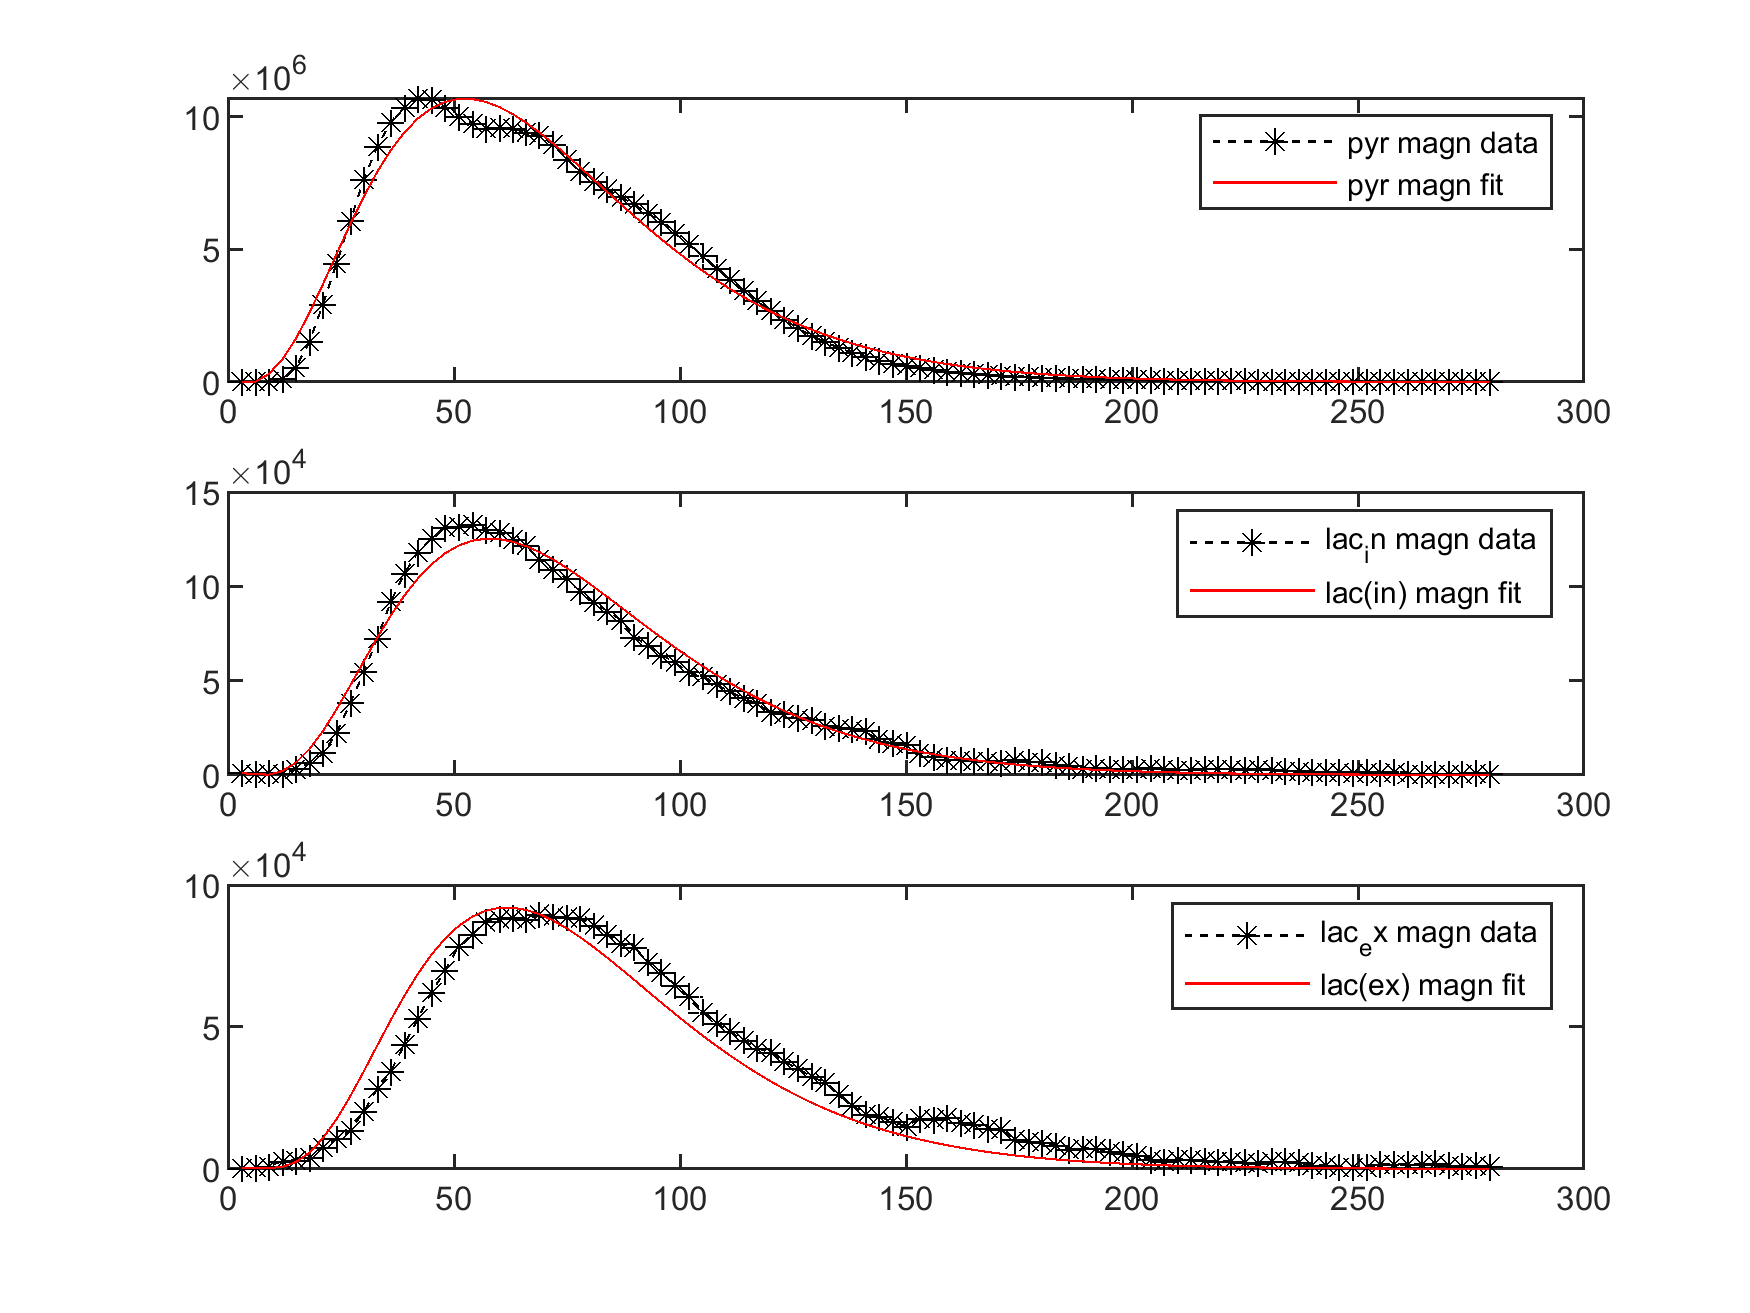 ×10^6
10
5
0
0 50 100 150 200 250 300
pyr magn data
pyr magn fit
×10^4
15
10
5
0
0 50 100 150 200 250 300
lac_in magn data
lac(in) magn fit
×10^4
10
5
0
0 50 100 150 200 250 300
lac_ex magn data
lac(ex) magn fit